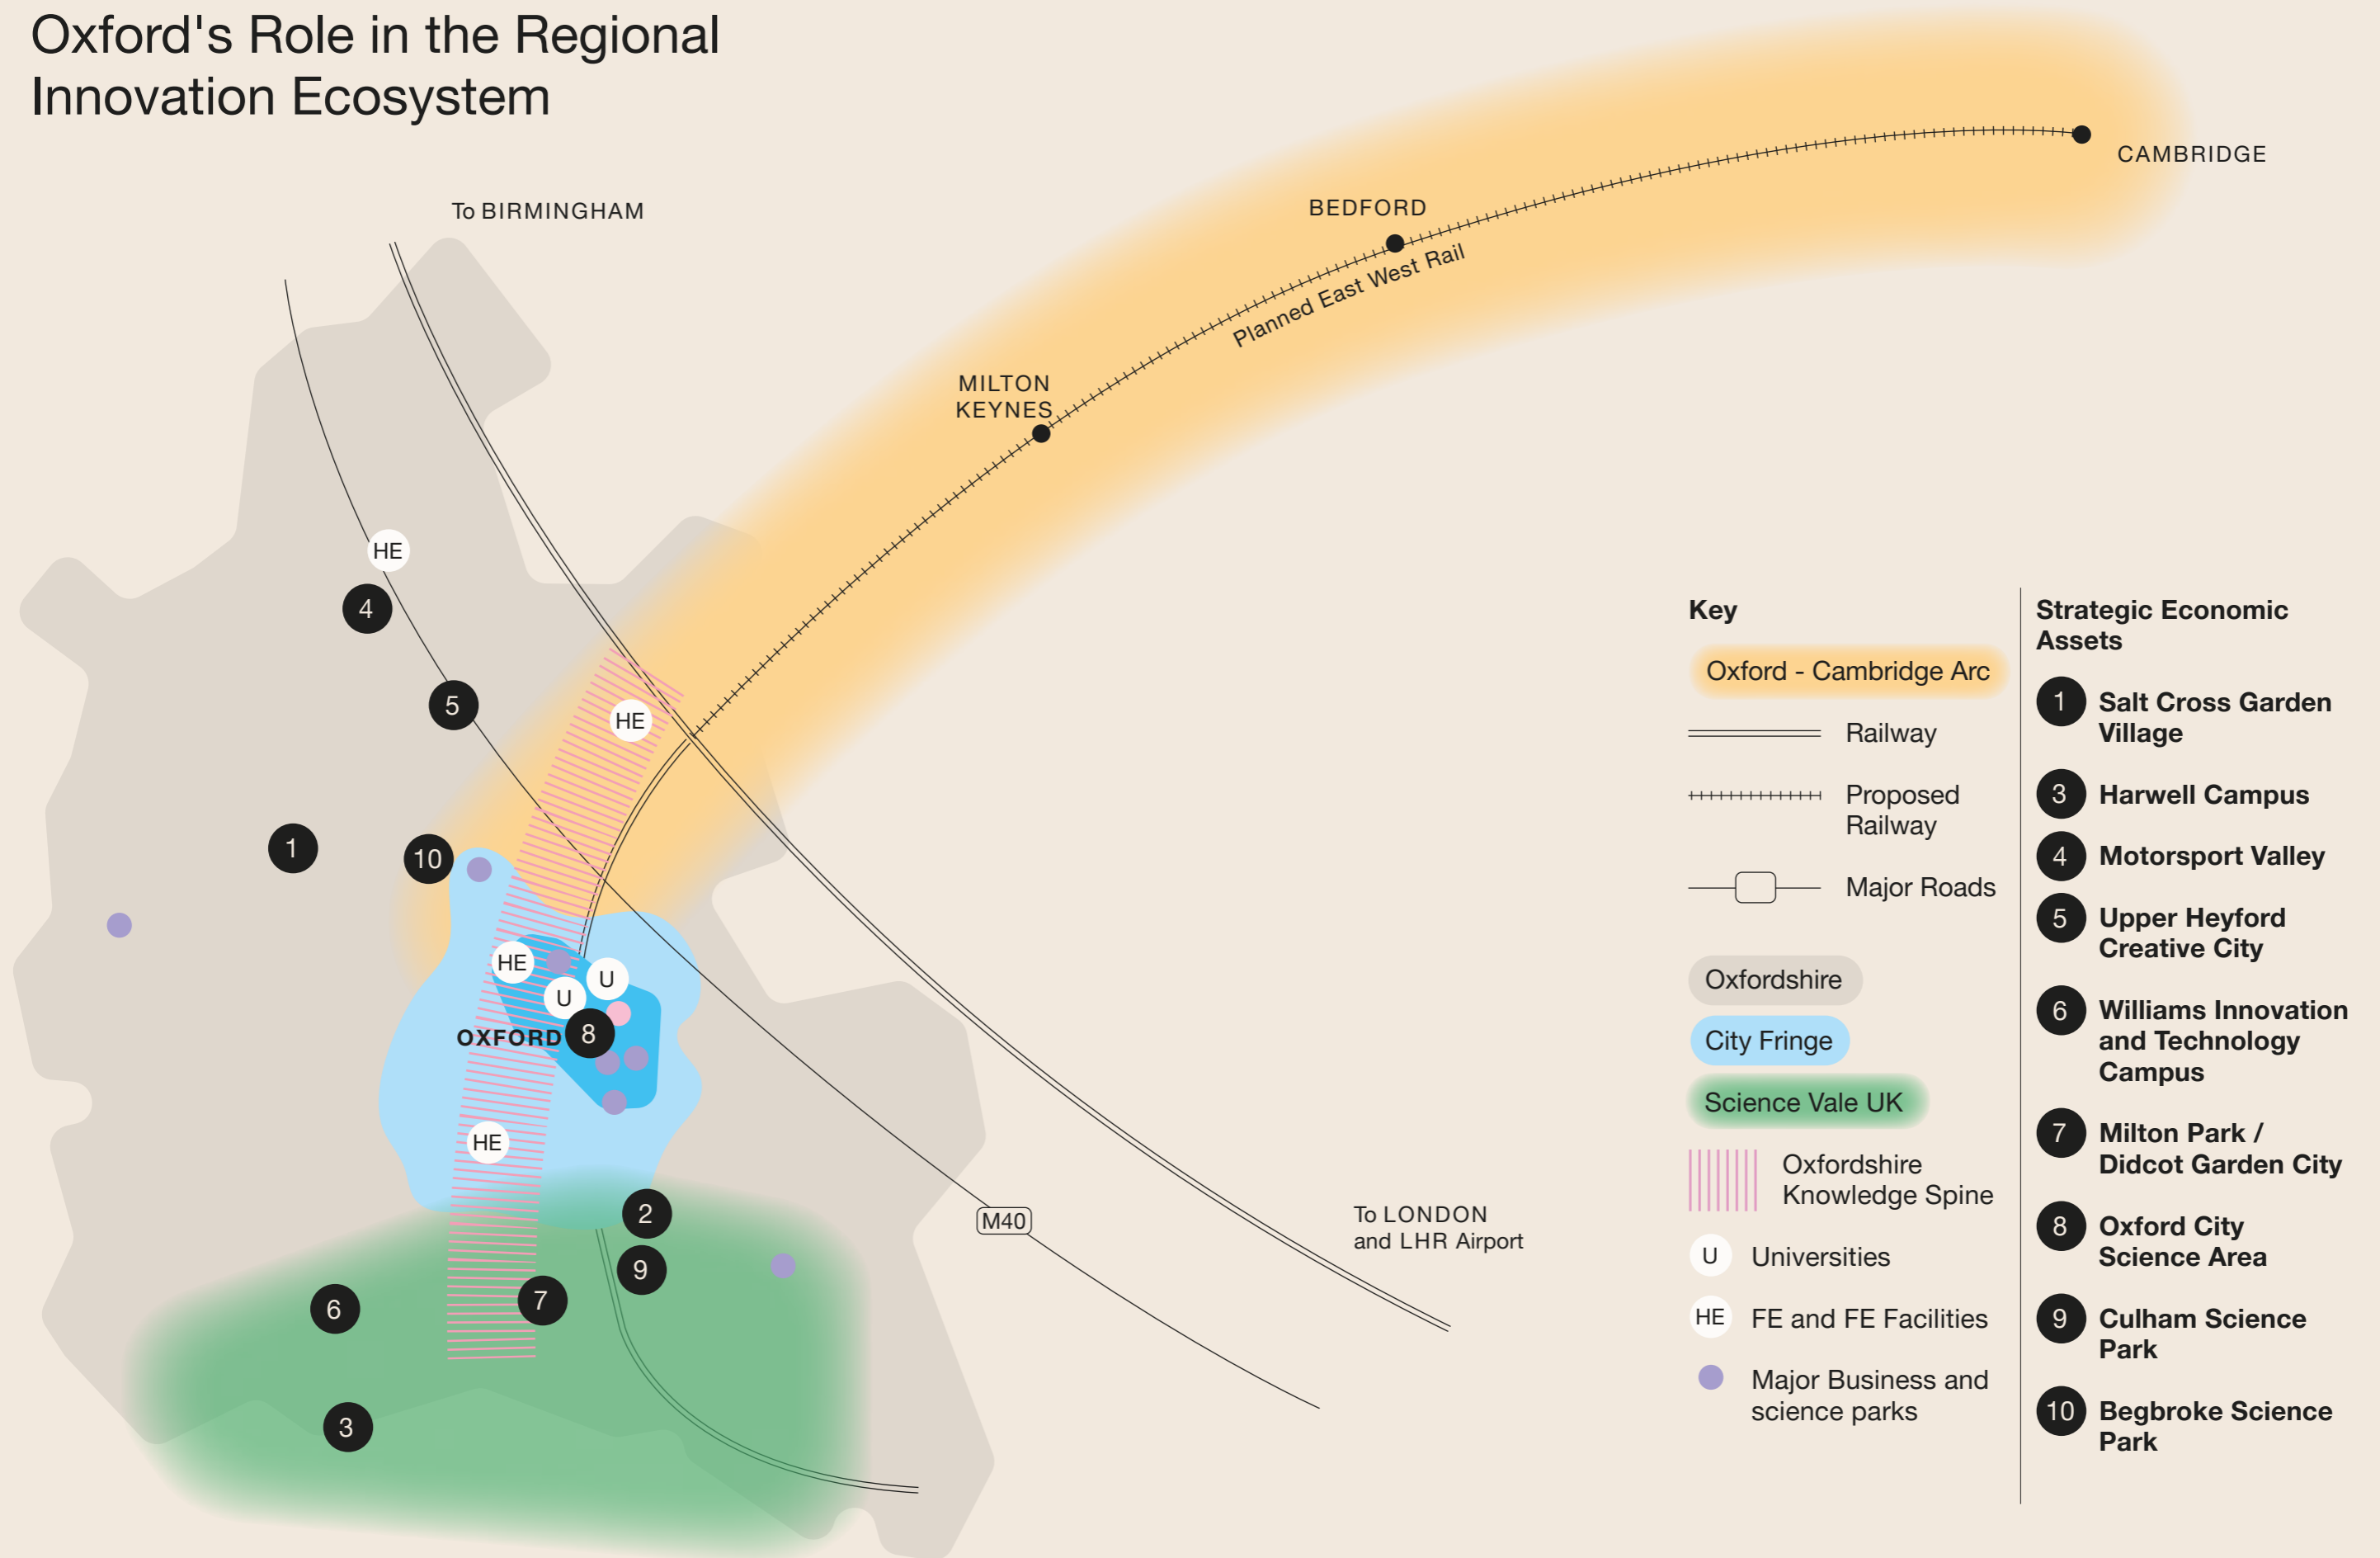 Oxford's Role in the Regional
Innovation Ecosystem
To BIRMINGHAM
CAMBRIDGE
BEDFORD
Planned East West Rail
MILTON
KEYNES
HE
4
5
HE
1
10
HE
U
U
OXFORD
8
HE
2
9
7
6
3
M40
To LONDON
and LHR Airport
Key
Oxford - Cambridge Arc
Railway
Proposed
Railway
Major Roads
Oxfordshire
City Fringe
Science Vale UK
Oxfordshire
Knowledge Spine
U Universities
HE FE and FE Facilities
Major Business and
science parks
Strategic Economic
Assets
1 Salt Cross Garden
Village
3 Harwell Campus
4 Motorsport Valley
5 Upper Heyford
Creative City
6 Williams Innovation
and Technology
Campus
7 Milton Park /
Didcot Garden City
8 Oxford City
Science Area
9 Culham Science
Park
10 Begbroke Science
Park